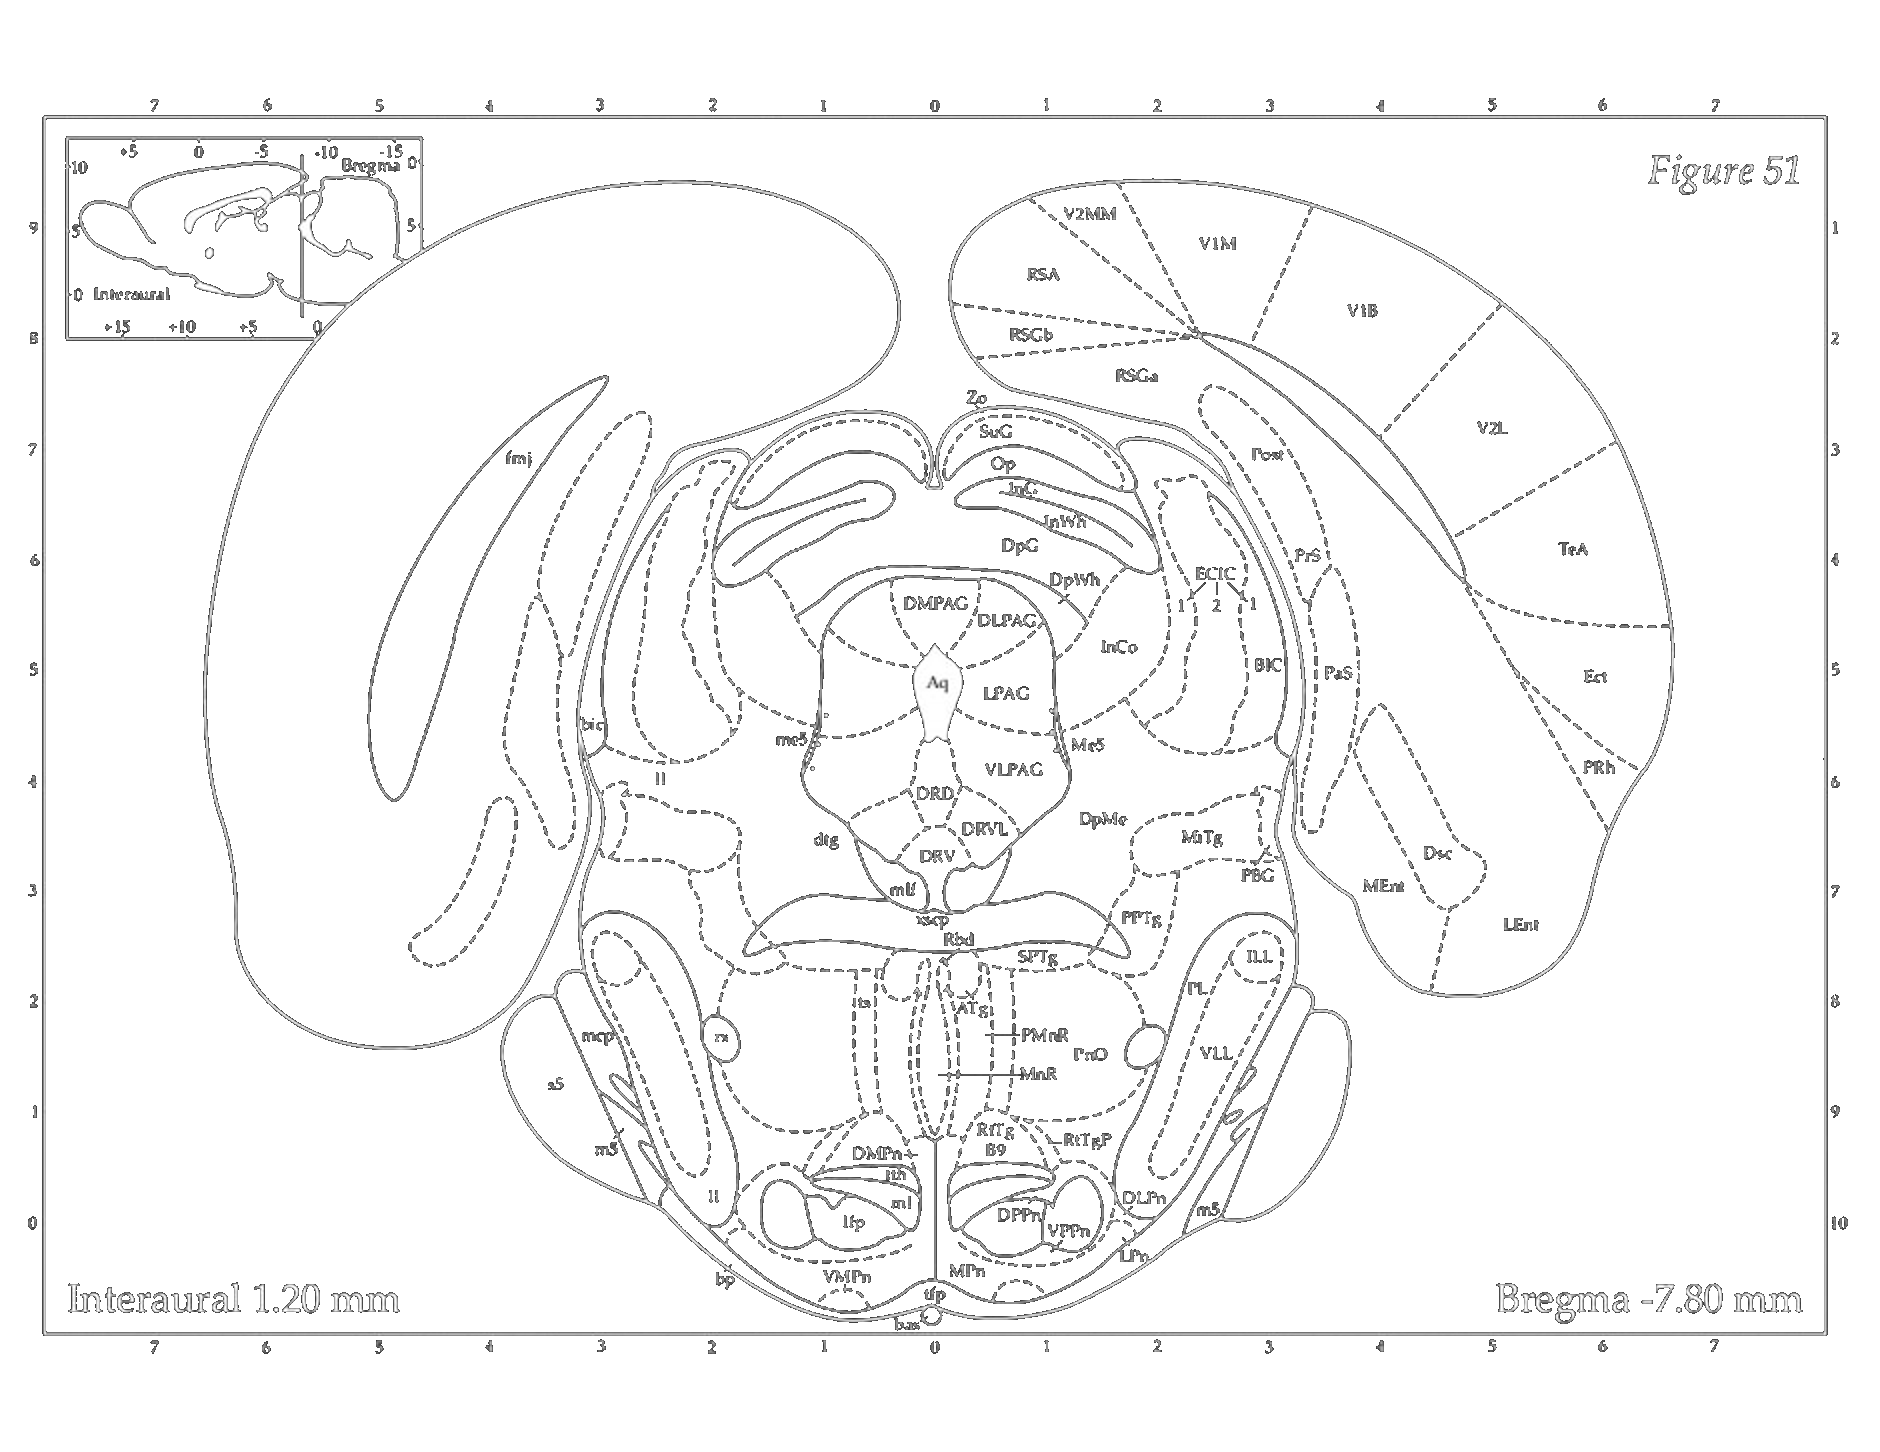 7 6 5 4 3 2 1 0 1 2 3 4 5 6 7
+5 0 -5 -10 -15
Bregma 0
10
5
5
0 Interaural
+15 +10 +5 0
Figure 51
9
8
7
6
5
4
3
2
1
0
1
2
3
4
5
6
7
8
9
10
V2MM
V1M
RSA
V1B
RSGb
RSGa
Zo
SuG
V2L
Post
fmj
Op
InG
InWh
DpG
TeA
PrS
DpWh
ECIC
1 2 1
DMPAG
DLPAG
InCo
BIC
PaS
Ect
Aq
LPAG
bic
me5
Me5
VLPAG
PRh
ll
DRD
DpMe
DRVL
dtg
MiTg
DRV
Dsc
PBG
MEnt
mlf
xscp
PPTg
LEnt
Rbd
SPTg
ILL
PL
ts
ATg
mcp
rs
PMnR
PnO
VLL
MnR
s5
RtTg
B9
RtTgP
m5
DMPn
ml
ll
DLPn
m5
lfp
DPPn
VPPn
LPn
bp
VMPn
MPn
tfp
bas
Interaural 1.20 mm
Bregma -7.80 mm
7 6 5 4 3 2 1 0 1 2 3 4 5 6 7